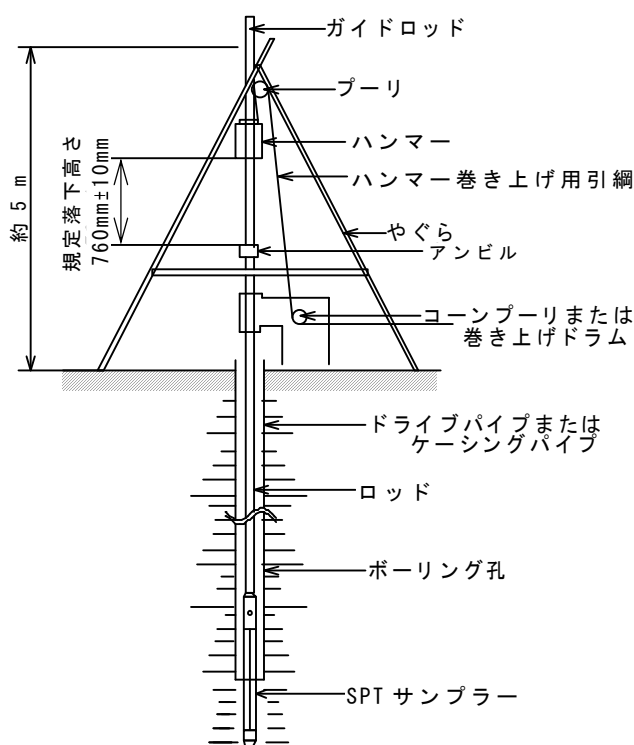 ガイドロッド
プーリ
ハンマー
ハンマー巻き上げ用引綱
規定落下高さ
760mm±10mm
約 5 m
やぐら
アンビル
コーンプーリまたは
巻き上げドラム
ドライブパイプまたは
ケーシングパイプ
ロッド
ボーリング孔
SPT サンプラー